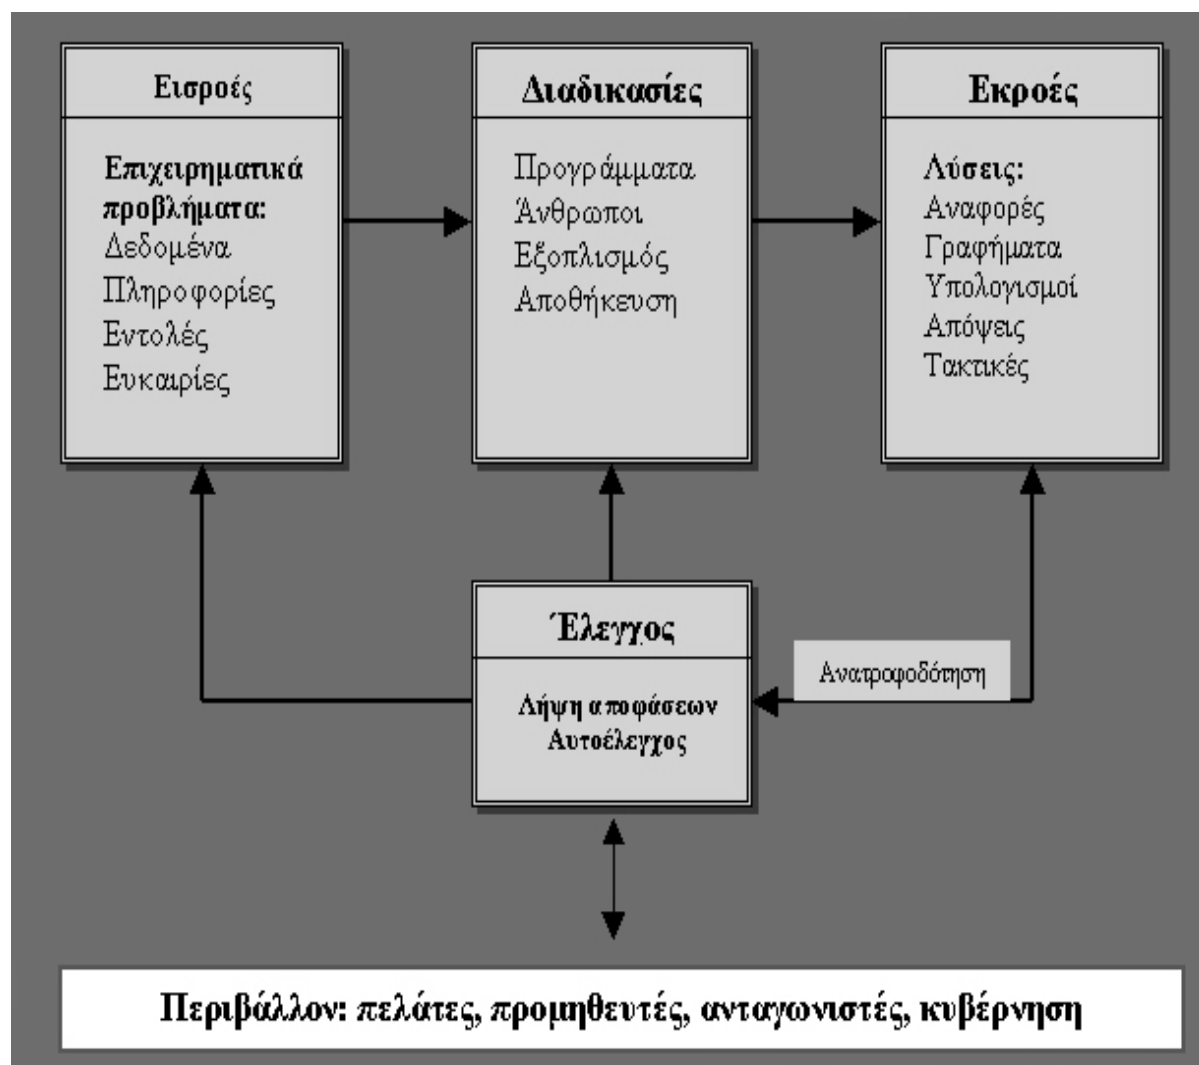 Εισροές
Επιχειρηματικά
προβλήματα:
Δεδομένα
Πληροφορίες
Εντολές
Ευκαιρίες
Διαδικασίες
Προγράμματα
Άνθρωποι
Εξοπλισμός
Αποθήκευση
Εκροές
Λύσεις:
Αναφορές
Γραφήματα
Υπολογισμοί
Απόψεις
Τακτικές
Έλεγχος
Λήψη αποφάσεων
Αυτοέλεγχος
Ανατροφοδότηση
Περιβάλλον: πελάτες, προμηθευτές, ανταγωνιστές, κυβέρνηση